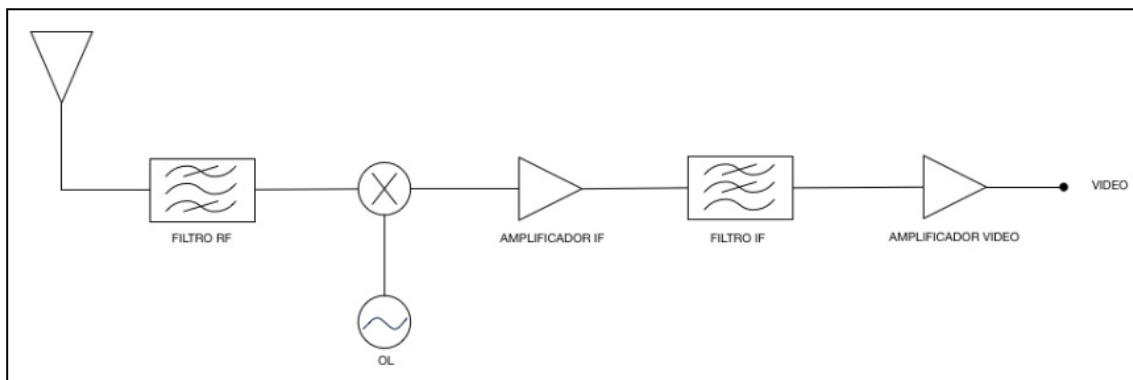 VIDEO
FILTRO RF
AMPLIFICADOR IF
FILTRO IF
AMPLIFICADOR VIDEO
OL